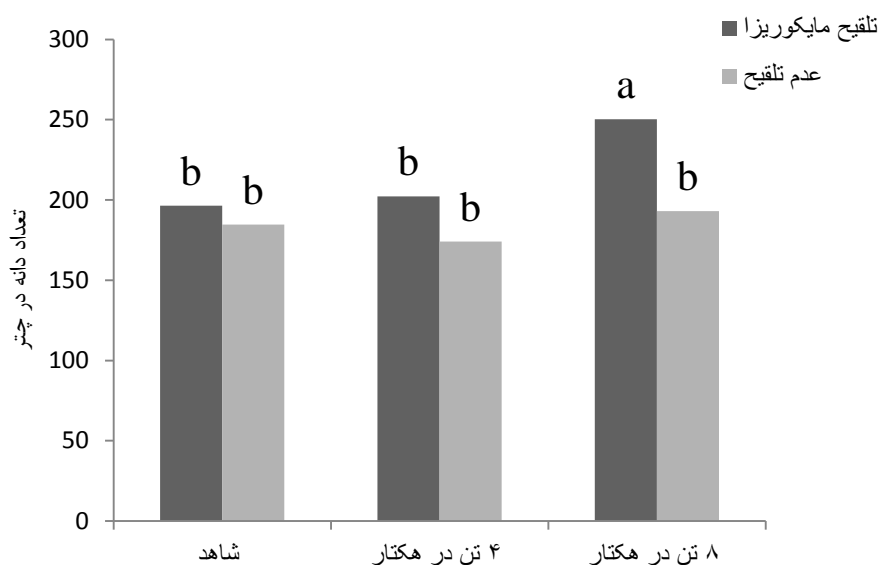 تلقیح مایکوریزا
عدم تلقیح
300
250
200
150
100
50
0
تعداد دانه در چتر
b
b
b
b
a
b
شاهد
۴ تن در هکتار
۸ تن در هکتار